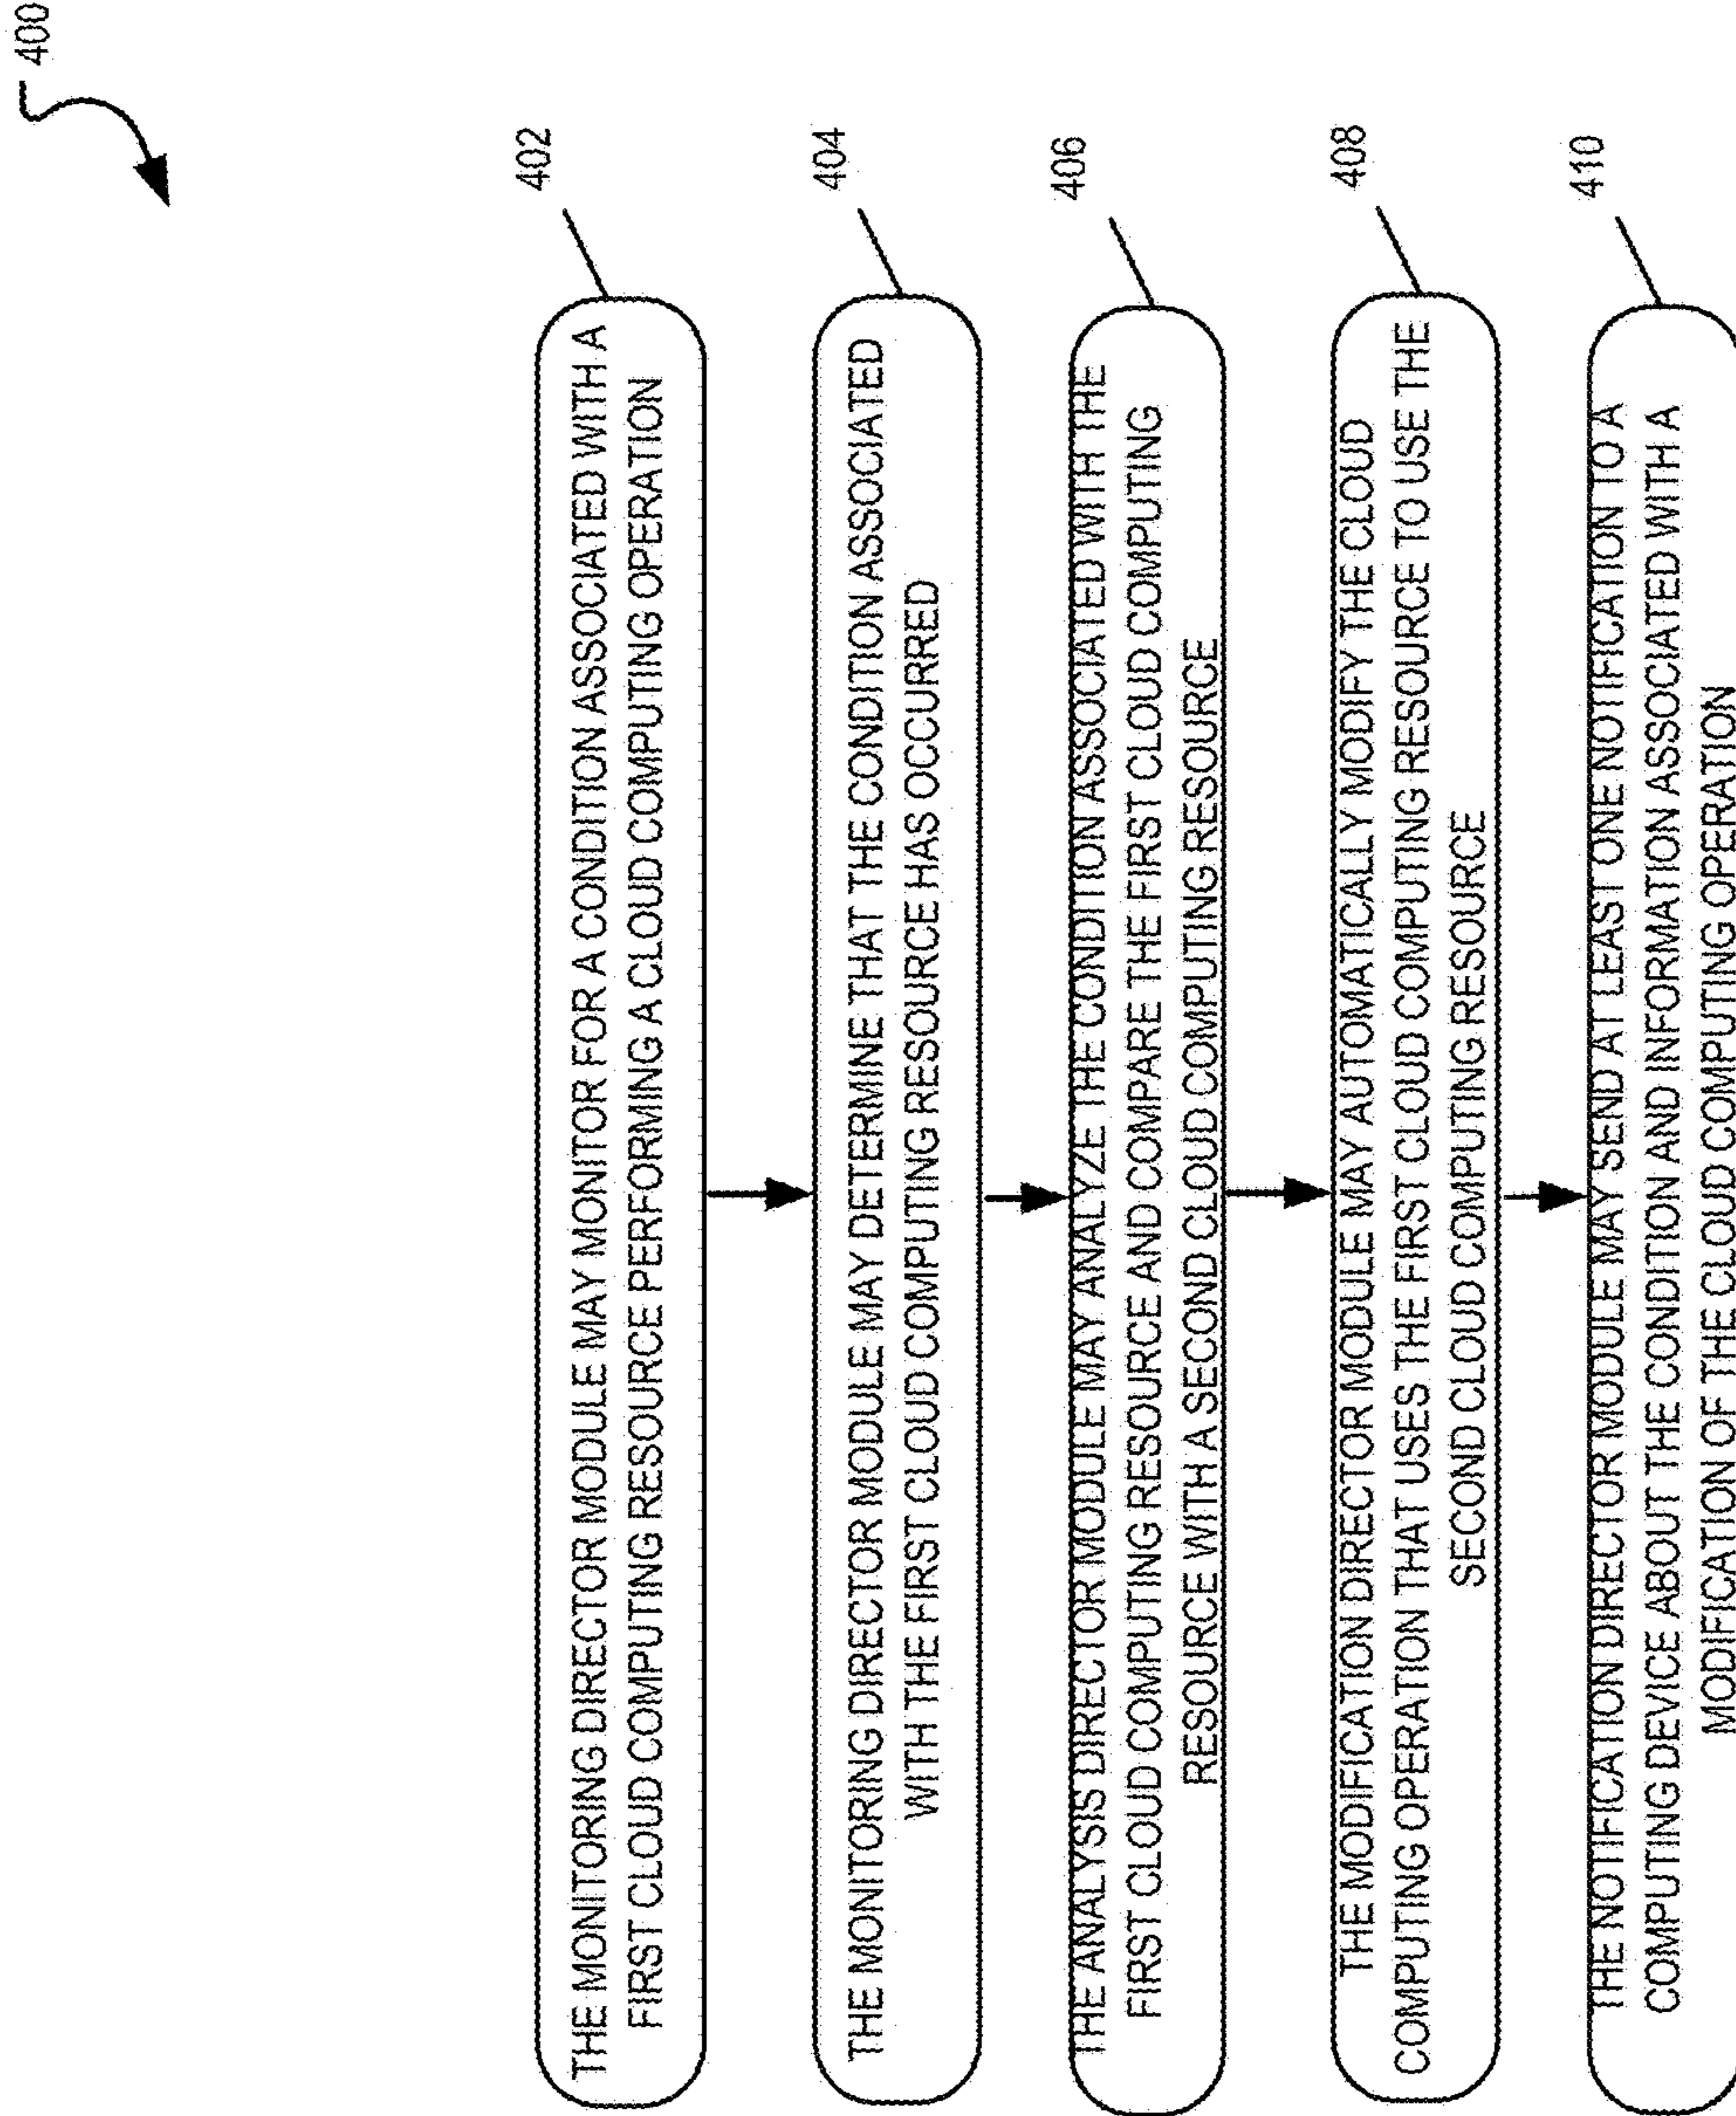 400
402
THE MONITORING DIRECTOR MODULE MAY MONITOR FOR A CONDITION ASSOCIATED WITH A
FIRST CLOUD COMPUTING RESOURCE PERFORMING A CLOUD COMPUTING OPERATION
404
THE MONITORING DIRECTOR MODULE MAY DETERMINE THAT THE CONDITION ASSOCIATED
WITH THE FIRST CLOUD COMPUTING RESOURCE HAS OCCURRED
406
THE ANALYSIS DIRECTOR MODULE MAY ANALYZE THE CONDITION ASSOCIATED WITH THE
FIRST CLOUD COMPUTING RESOURCE AND COMPARE THE FIRST CLOUD COMPUTING
RESOURCE WITH A SECOND CLOUD COMPUTING RESOURCE
408
THE MODIFICATION DIRECTOR MODULE MAY AUTOMATICALLY MODIFY THE CLOUD
COMPUTING OPERATION THAT USES THE FIRST CLOUD COMPUTING RESOURCE TO USE THE
SECOND CLOUD COMPUTING RESOURCE
410
THE NOTIFICATION DIRECTOR MODULE MAY SEND AT LEAST ONE NOTIFICATION TO A
COMPUTING DEVICE ABOUT THE CONDITION AND INFORMATION ASSOCIATED WITH A
MODIFICATION OF THE CLOUD COMPUTING OPERATION